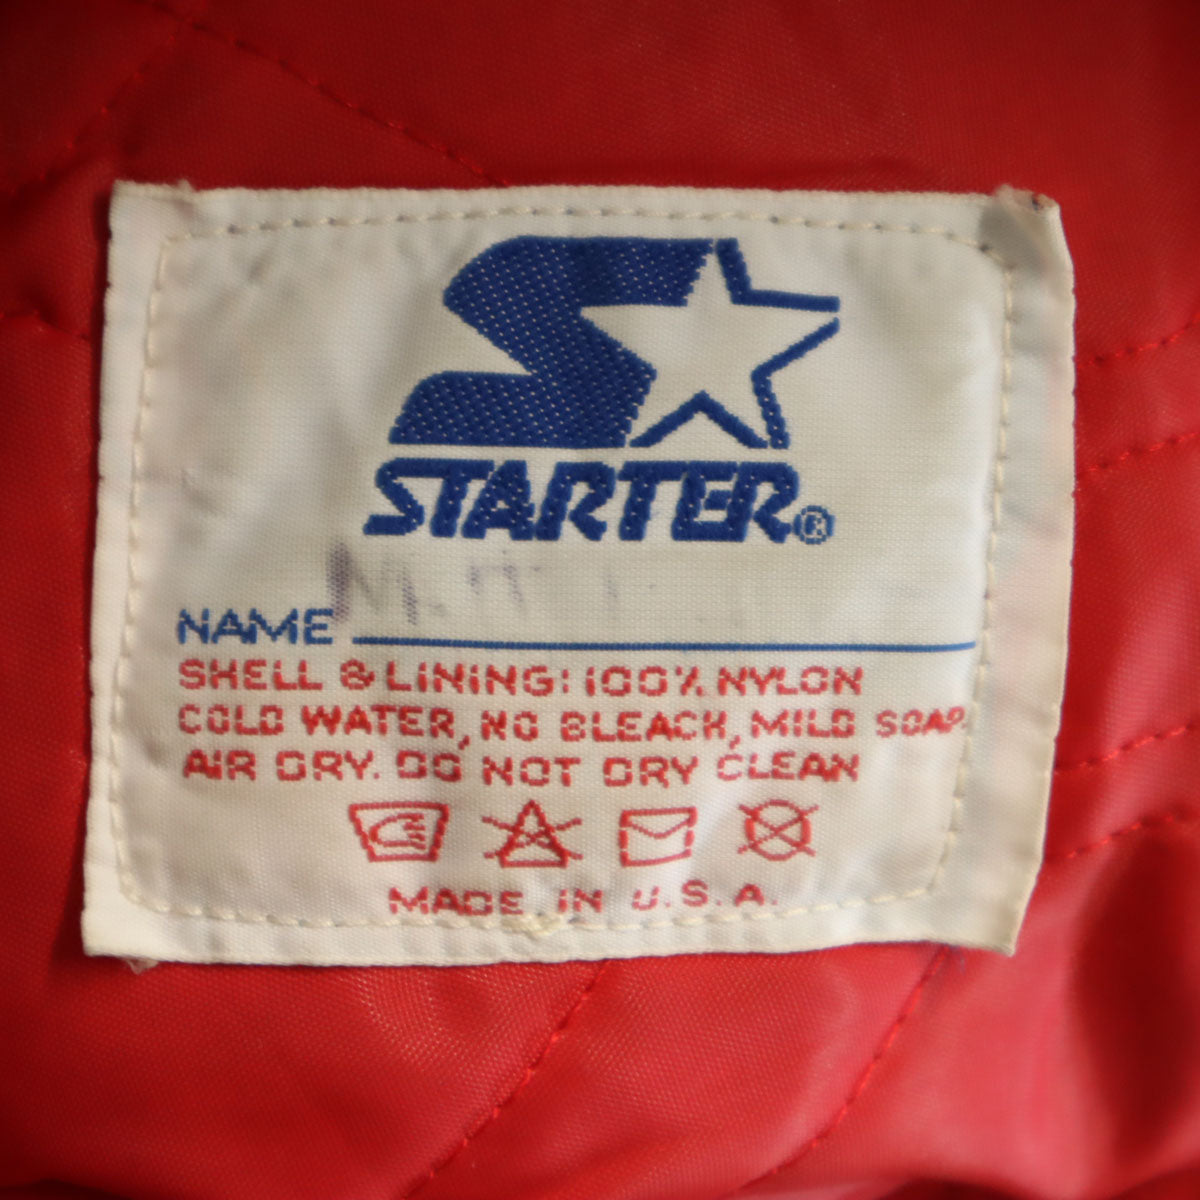 STARTER®
NAME
SHELL & LINING: 100% NYLON
COLD WATER, NO BLEACH, MILD SOAP.
AIR DRY. DO NOT DRY CLEAN
MADE IN U.S.A.